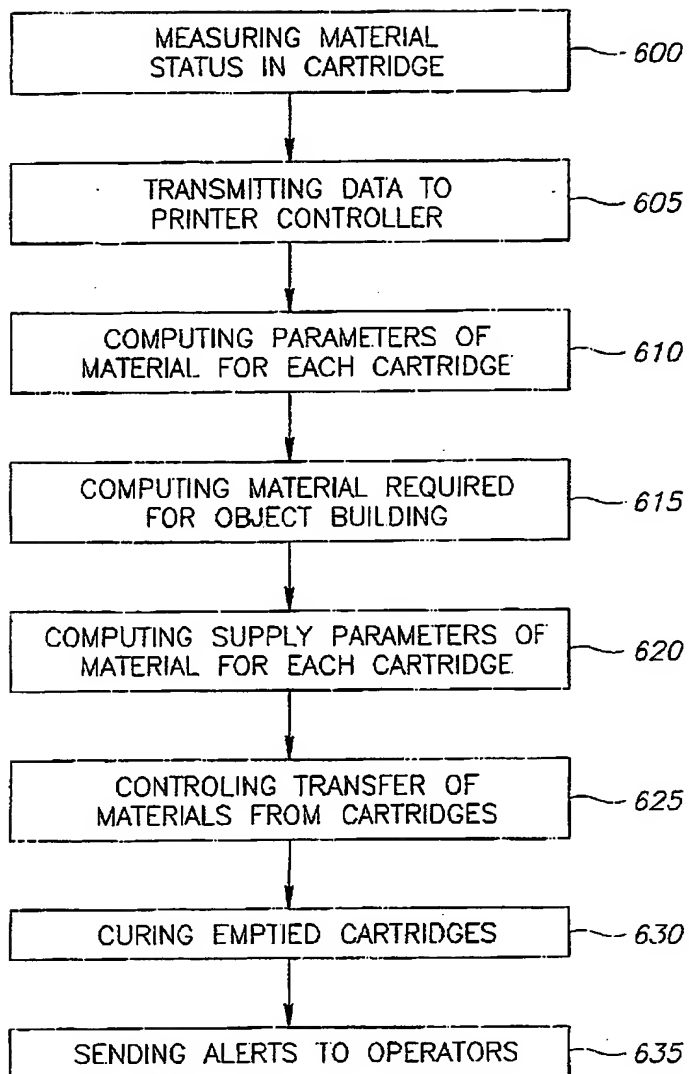 MEASURING MATERIAL
STATUS IN CARTRIDGE
600
TRANSMITTING DATA TO
PRINTER CONTROLLER
605
COMPUTING PARAMETERS OF
MATERIAL FOR EACH CARTRIDGE
610
COMPUTING MATERIAL REQUIRED
FOR OBJECT BUILDING
615
COMPUTING SUPPLY PARAMETERS OF
MATERIAL FOR EACH CARTRIDGE
620
CONTROLING TRANSFER OF
MATERIALS FROM CARTRIDGES
625
CURING EMPTIED CARTRIDGES
630
SENDING ALERTS TO OPERATORS
635